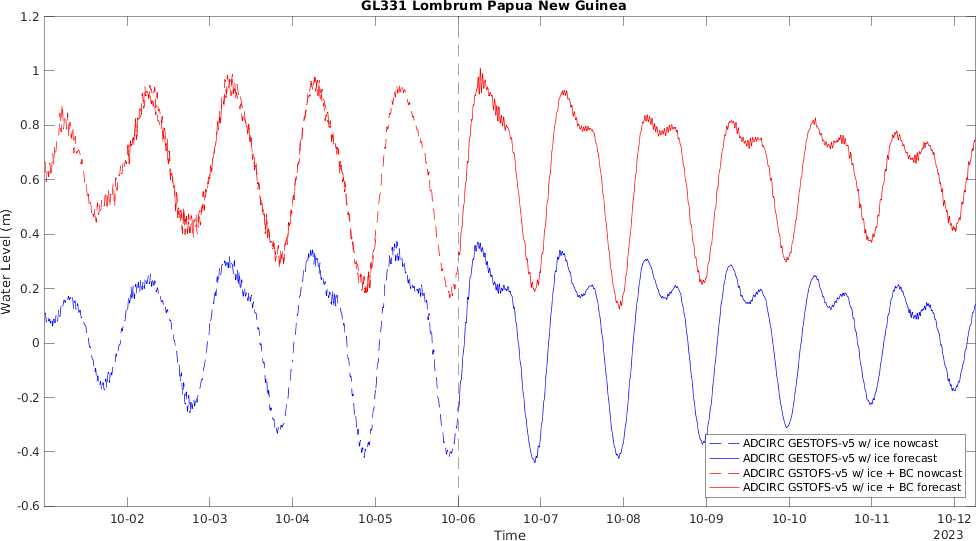 GL331 Lombrum Papua New Guinea
1.2
1
0.8
0.6
0.4
0.2
0
-0.2
-0.4
-0.6
Water Level (m)
10-02 10-03 10-04 10-05 10-06 10-07 10-08 10-09 10-10 10-11 10-12
Time
2023
ADCIRC GESTOFS-v5 w/ ice nowcast
ADCIRC GESTOFS-v5 w/ ice forecast
ADCIRC GSTOFS-v5 w/ ice + BC nowcast
ADCIRC GSTOFS-v5 w/ ice + BC forecast